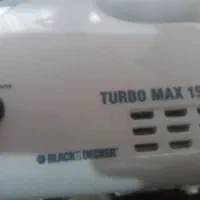 TURBO MAX 15
BLACK & DECKER